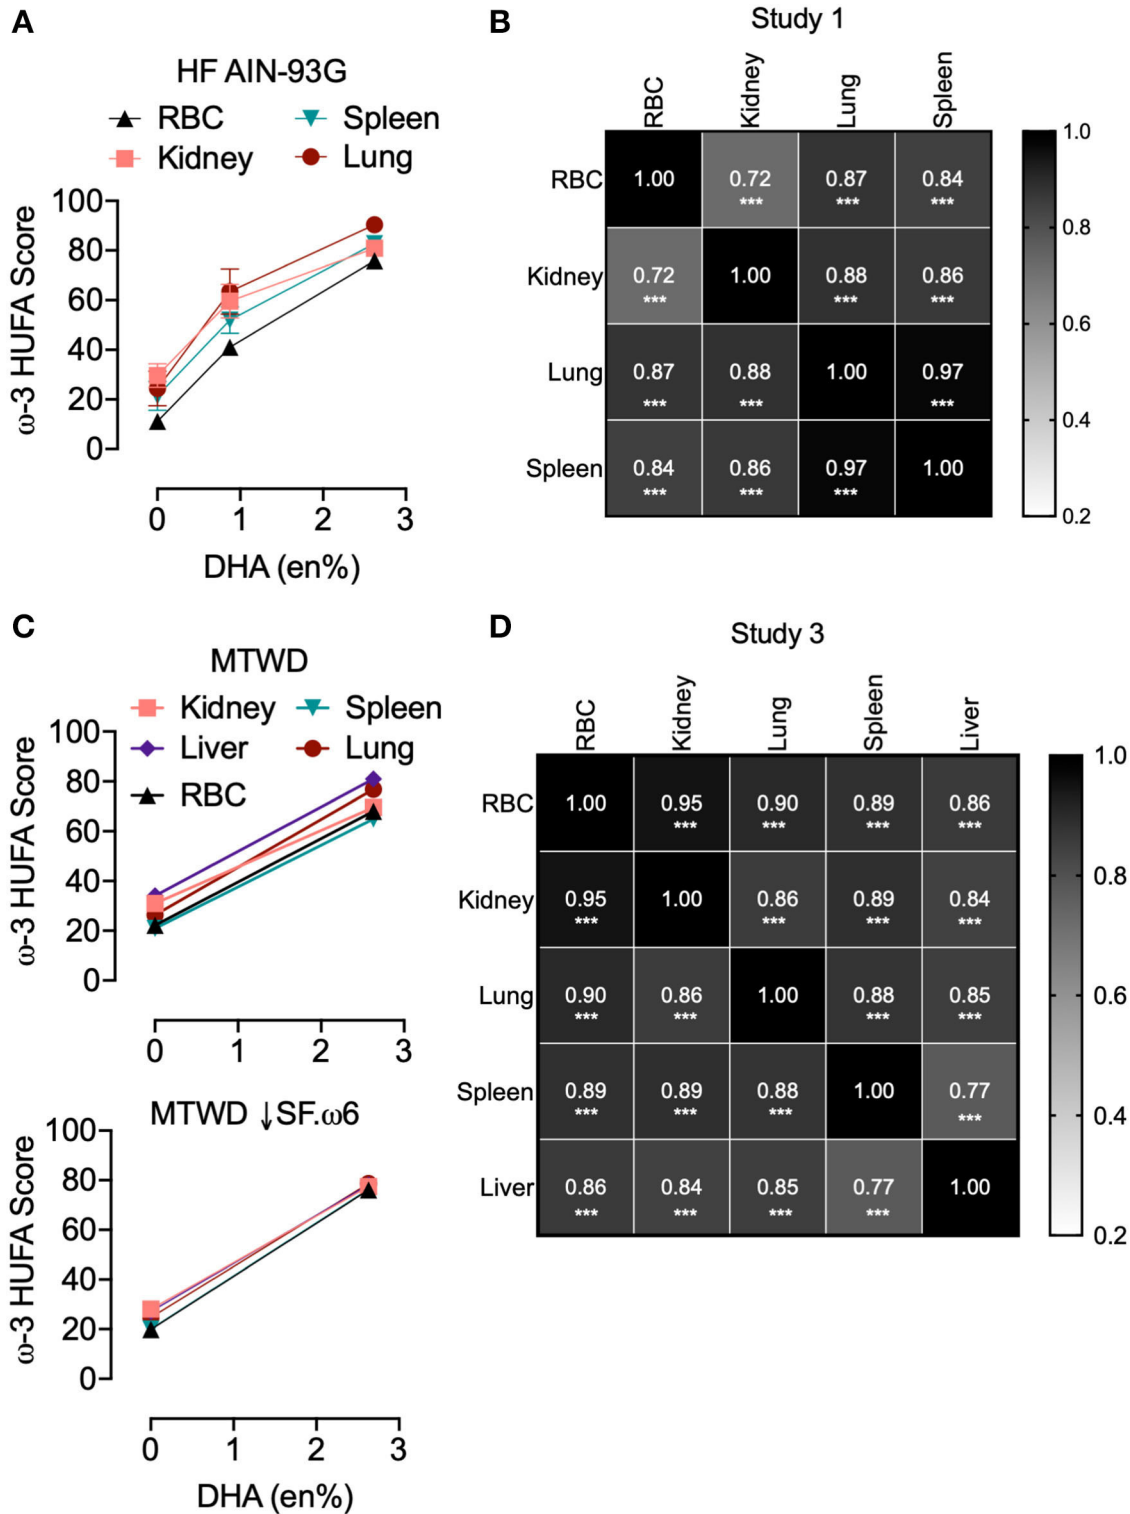 A
HF AIN-93G
RBC Spleen
Kidney Lung
ω-3 HUFA Score
100
80
60
40
20
0
0 1 2 3
DHA (en%)
B
Study 1
RBC Kidney Lung Spleen
RBC 1.00 0.72 0.87 0.84
*** *** ***
Kidney 0.72 1.00 0.88 0.86
*** *** ***
Lung 0.87 0.88 1.00 0.97
*** *** ***
Spleen 0.84 0.86 0.97 1.00
*** *** ***
1.0
0.8
0.6
0.4
0.2
C
MTWD
Kidney Spleen
Liver Lung
RBC
ω-3 HUFA Score
100
80
60
40
20
0
0 1 2 3
MTWD ↓SF.ω6
ω-3 HUFA Score
100
80
60
40
20
0
0 1 2 3
DHA (en%)
D
Study 3
RBC Kidney Lung Spleen Liver
RBC 1.00 0.95 0.90 0.89 0.86
*** *** *** ***
Kidney 0.95 1.00 0.86 0.89 0.84
*** *** *** ***
Lung 0.90 0.86 1.00 0.88 0.85
*** *** *** ***
Spleen 0.89 0.89 0.88 1.00 0.77
*** *** *** ***
Liver 0.86 0.84 0.85 0.77 1.00
*** *** *** ***
1.0
0.8
0.6
0.4
0.2